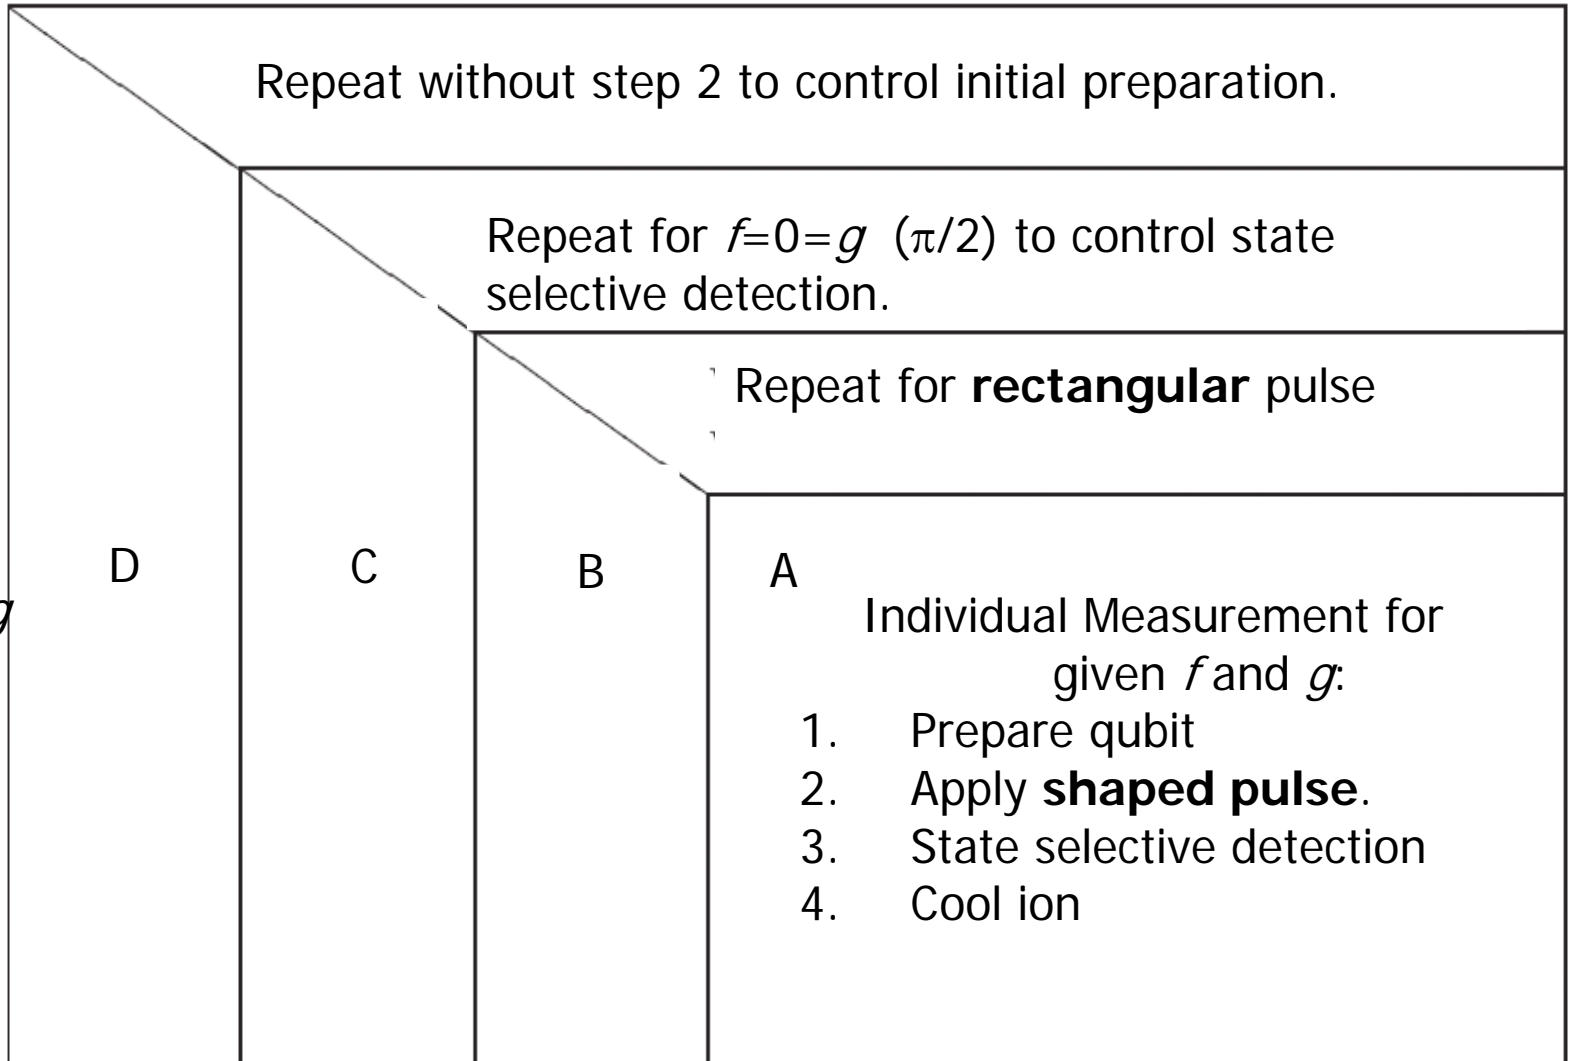 Repeat without step 2 to control initial preparation.
Repeat for f=0=g (π/2) to control state
selective detection.
Repeat for rectangular pulse
D
C
B
A
g
Individual Measurement for
given f and g:
1. Prepare qubit
2. Apply shaped pulse.
3. State selective detection
4. Cool ion